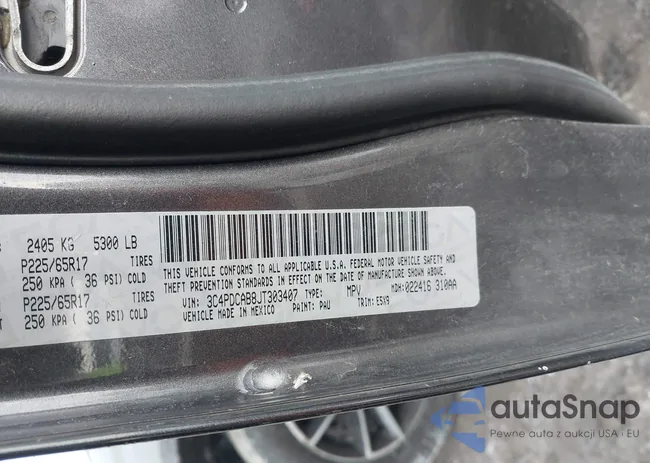 2405 KG 5300 LB
P225/65R17 TIRES
250 KPA ( 36 PSI) COLD
P225/65R17 TIRES
250 KPA ( 36 PSI) COLD
THIS VEHICLE CONFORMS TO ALL APPLICABLE U.S.A. FEDERAL MOTOR VEHICLE SAFETY AND
THEFT PREVENTION STANDARDS IN EFFECT ON THE DATE OF MANUFACTURE SHOWN ABOVE.
VIN: 3C4PDCAB8JT303407 TYPE: MPV MDH: 022416 310AA
VEHICLE MADE IN MEXICO PAINT: PAU TRIM: E5X9
autaSnap
Pewne auta z aukcji USA i EU